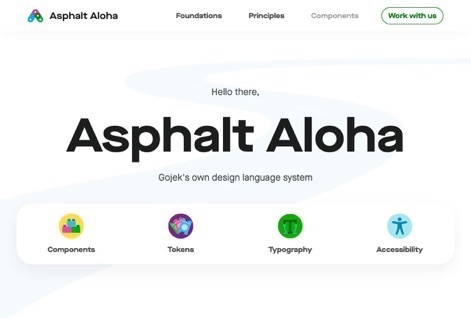 Asphalt Aloha
Foundations Principles Components Work with us
Hello there,
Asphalt Aloha
Gojek's own design language system
Components Tokens Typography Accessibility